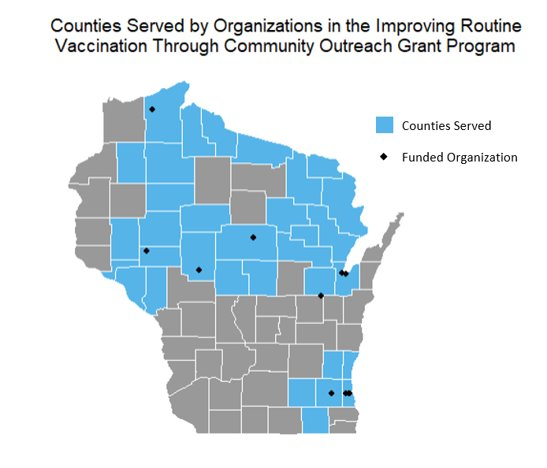 Counties Served by Organizations in the Improving Routine
Vaccination Through Community Outreach Grant Program
Counties Served
Funded Organization